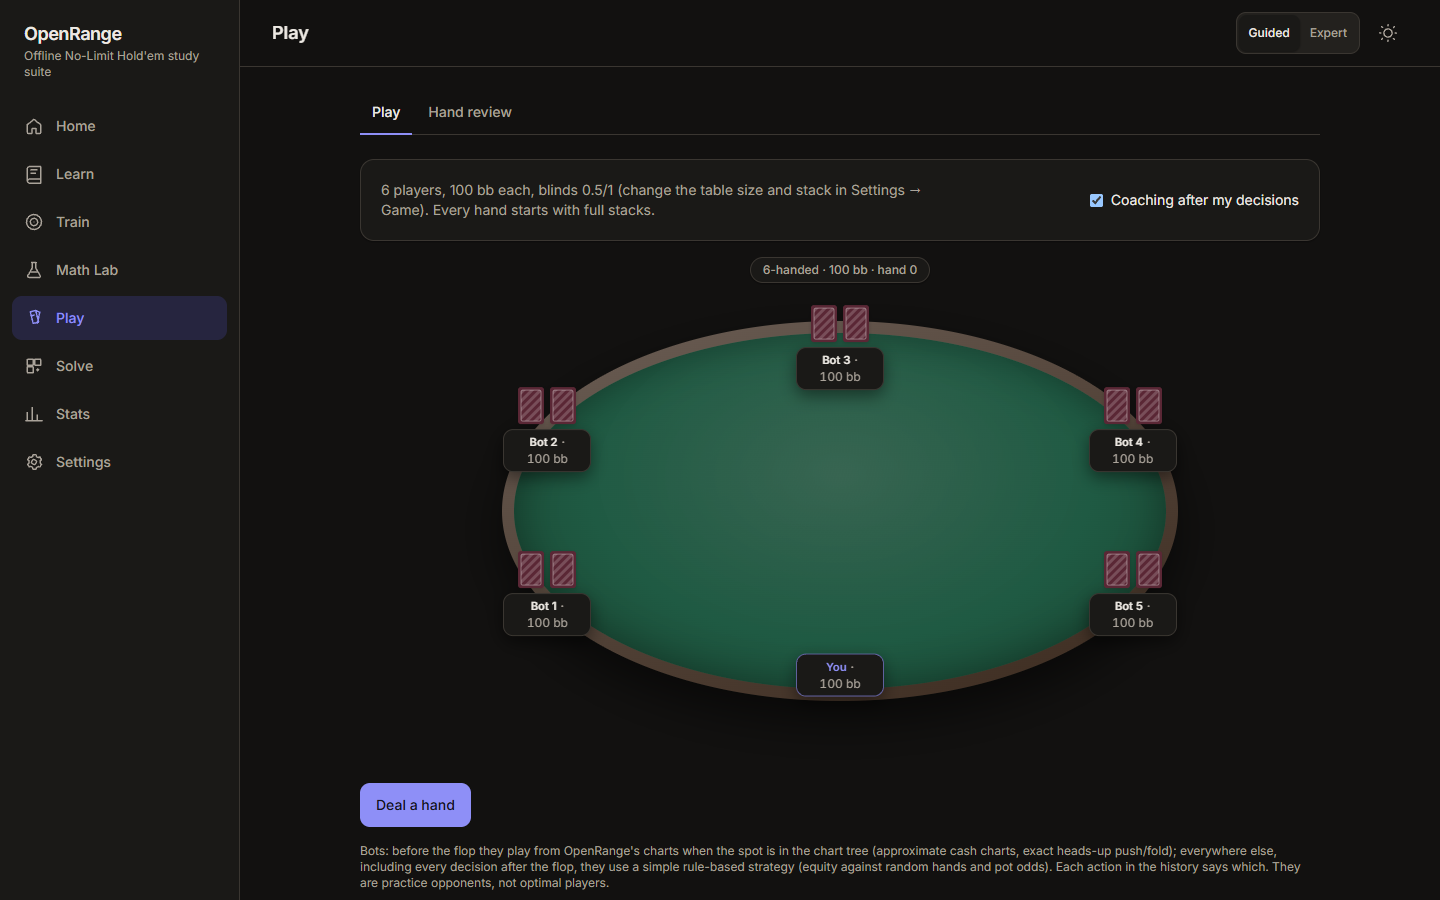 OpenRange
Offline No-Limit Hold'em study
suite
Home
Learn
Train
Math Lab
Play
Solve
Stats
Settings
Play
Guided
Expert
Play
Hand review
6 players, 100 bb each, blinds 0.5/1 (change the table size and stack in Settings →
Game). Every hand starts with full stacks.
Coaching after my decisions
6-handed · 100 bb · hand 0
Bot 3 ·
100 bb
Bot 2 ·
100 bb
Bot 4 ·
100 bb
Bot 1 ·
100 bb
Bot 5 ·
100 bb
You ·
100 bb
Deal a hand
Bots: before the flop they play from OpenRange's charts when the spot is in the chart tree (approximate cash charts, exact heads-up push/fold); everywhere else,
including every decision after the flop, they use a simple rule-based strategy (equity against random hands and pot odds). Each action in the history says which. They
are practice opponents, not optimal players.